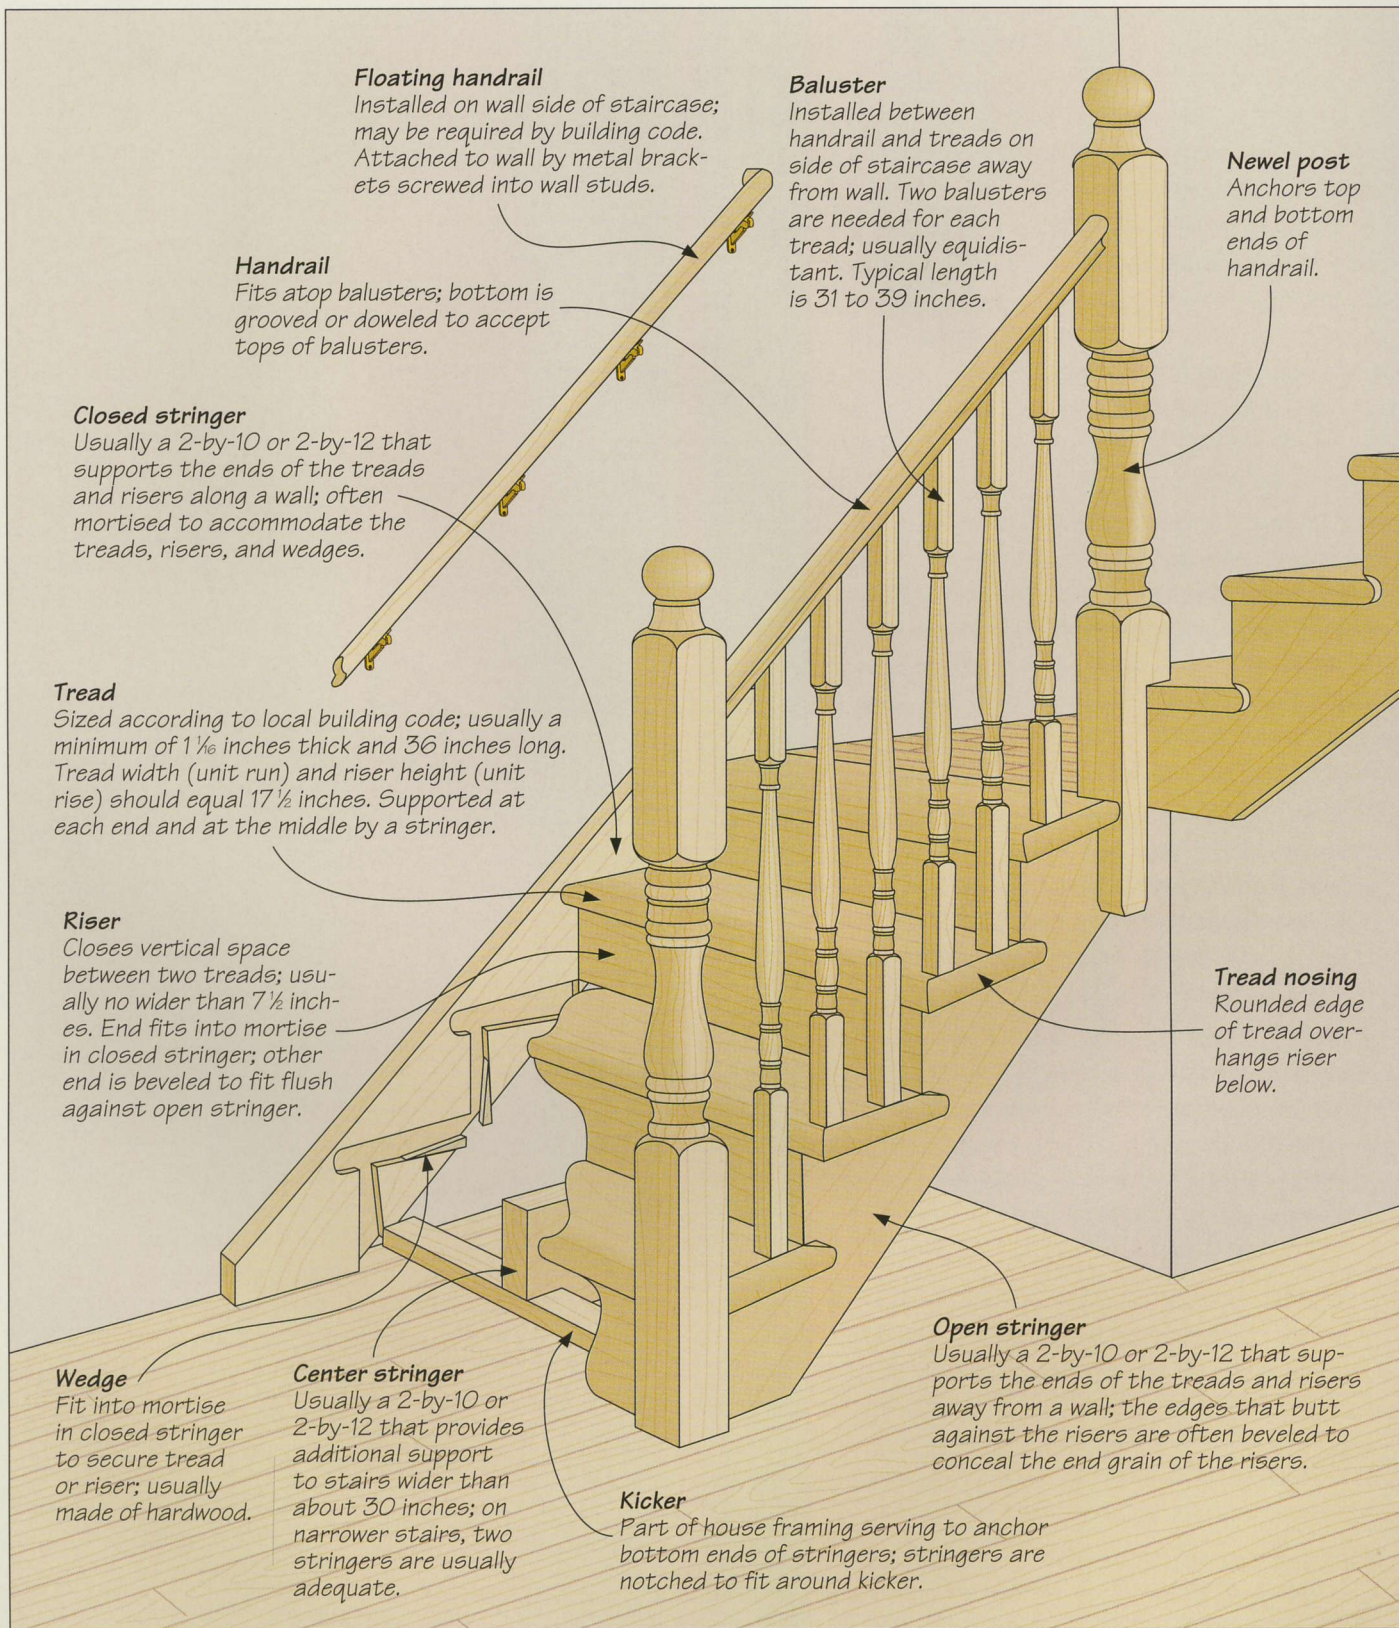 Floating handrail
Installed on wall side of staircase;
may be required by building code.
Attached to wall by metal brack-
ets screwed into wall studs.
Baluster
Installed between
handrail and treads on
side of staircase away
from wall. Two balusters
are needed for each
tread; usually equidis-
tant. Typical length
is 31 to 39 inches.
Newel post
Anchors top
and bottom
ends of
handrail.
Handrail
Fits atop balusters; bottom is
grooved or doweled to accept
tops of balusters.
Closed stringer
Usually a 2-by-10 or 2-by-12 that
supports the ends of the treads
and risers along a wall; often
mortised to accommodate the
treads, risers, and wedges.
Tread
Sized according to local building code; usually a
minimum of 1 1/16 inches thick and 36 inches long.
Tread width (unit run) and riser height (unit
rise) should equal 17 1/2 inches. Supported at
each end and at the middle by a stringer.
Riser
Closes vertical space
between two treads; usu-
ally no wider than 7 1/2 inch-
es. End fits into mortise
in closed stringer; other
end is beveled to fit flush
against open stringer.
Tread nosing
Rounded edge
of tread over-
hangs riser
below.
Wedge
Fit into mortise
in closed stringer
to secure tread
or riser; usually
made of hardwood.
Center stringer
Usually a 2-by-10 or
2-by-12 that provides
additional support
to stairs wider than
about 30 inches; on
narrower stairs, two
stringers are usually
adequate.
Open stringer
Usually a 2-by-10 or 2-by-12 that sup-
ports the ends of the treads and risers
away from a wall; the edges that butt
against the risers are often beveled to
conceal the end grain of the risers.
Kicker
Part of house framing serving to anchor
bottom ends of stringers; stringers are
notched to fit around kicker.